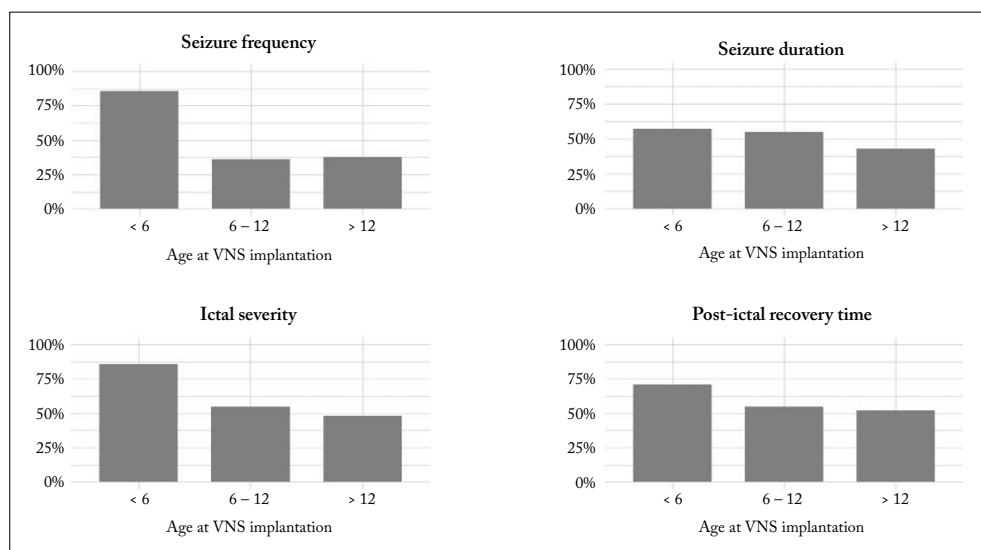 Seizure frequency
100%
75%
50%
25%
0%
< 6
6 – 12
> 12
Age at VNS implantation
Seizure duration
100%
75%
50%
25%
0%
< 6
6 – 12
> 12
Age at VNS implantation
Ictal severity
100%
75%
50%
25%
0%
< 6
6 – 12
> 12
Age at VNS implantation
Post-ictal recovery time
100%
75%
50%
25%
0%
< 6
6 – 12
> 12
Age at VNS implantation